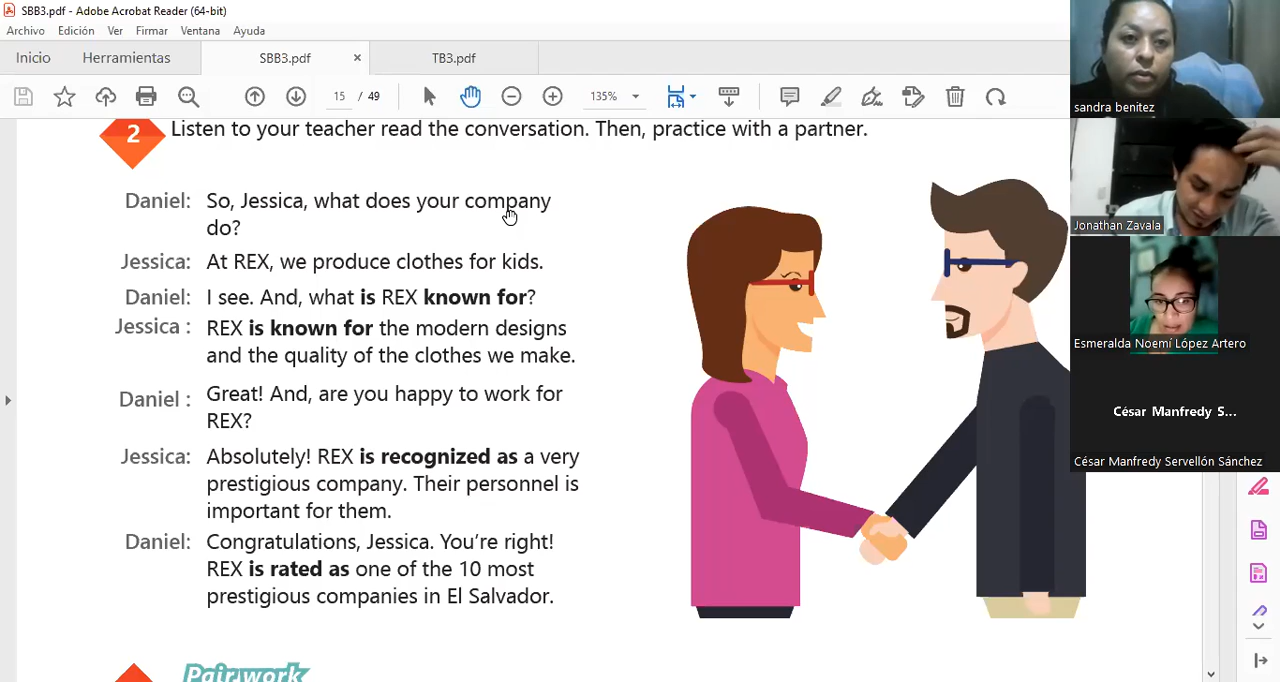 SBB3.pdf - Adobe Acrobat Reader (64-bit)
Archivo Edición Ver Firmar Ventana Ayuda
Inicio Herramientas SBB3.pdf × TB3.pdf
15 / 49 135%
2 Listen to your teacher read the conversation. Then, practice with a partner.
Daniel: So, Jessica, what does your company
do?
Jessica: At REX, we produce clothes for kids.
Daniel: I see. And, what is REX known for?
Jessica : REX is known for the modern designs
and the quality of the clothes we make.
Daniel : Great! And, are you happy to work for
REX?
Jessica: Absolutely! REX is recognized as a very
prestigious company. Their personnel is
important for them.
Daniel: Congratulations, Jessica. You're right!
REX is rated as one of the 10 most
prestigious companies in El Salvador.
Pair work
sandra benitez
Jonathan Zavala
Esmeralda Noemí López Artero
César Manfredy S...
César Manfredy Servellón Sánchez